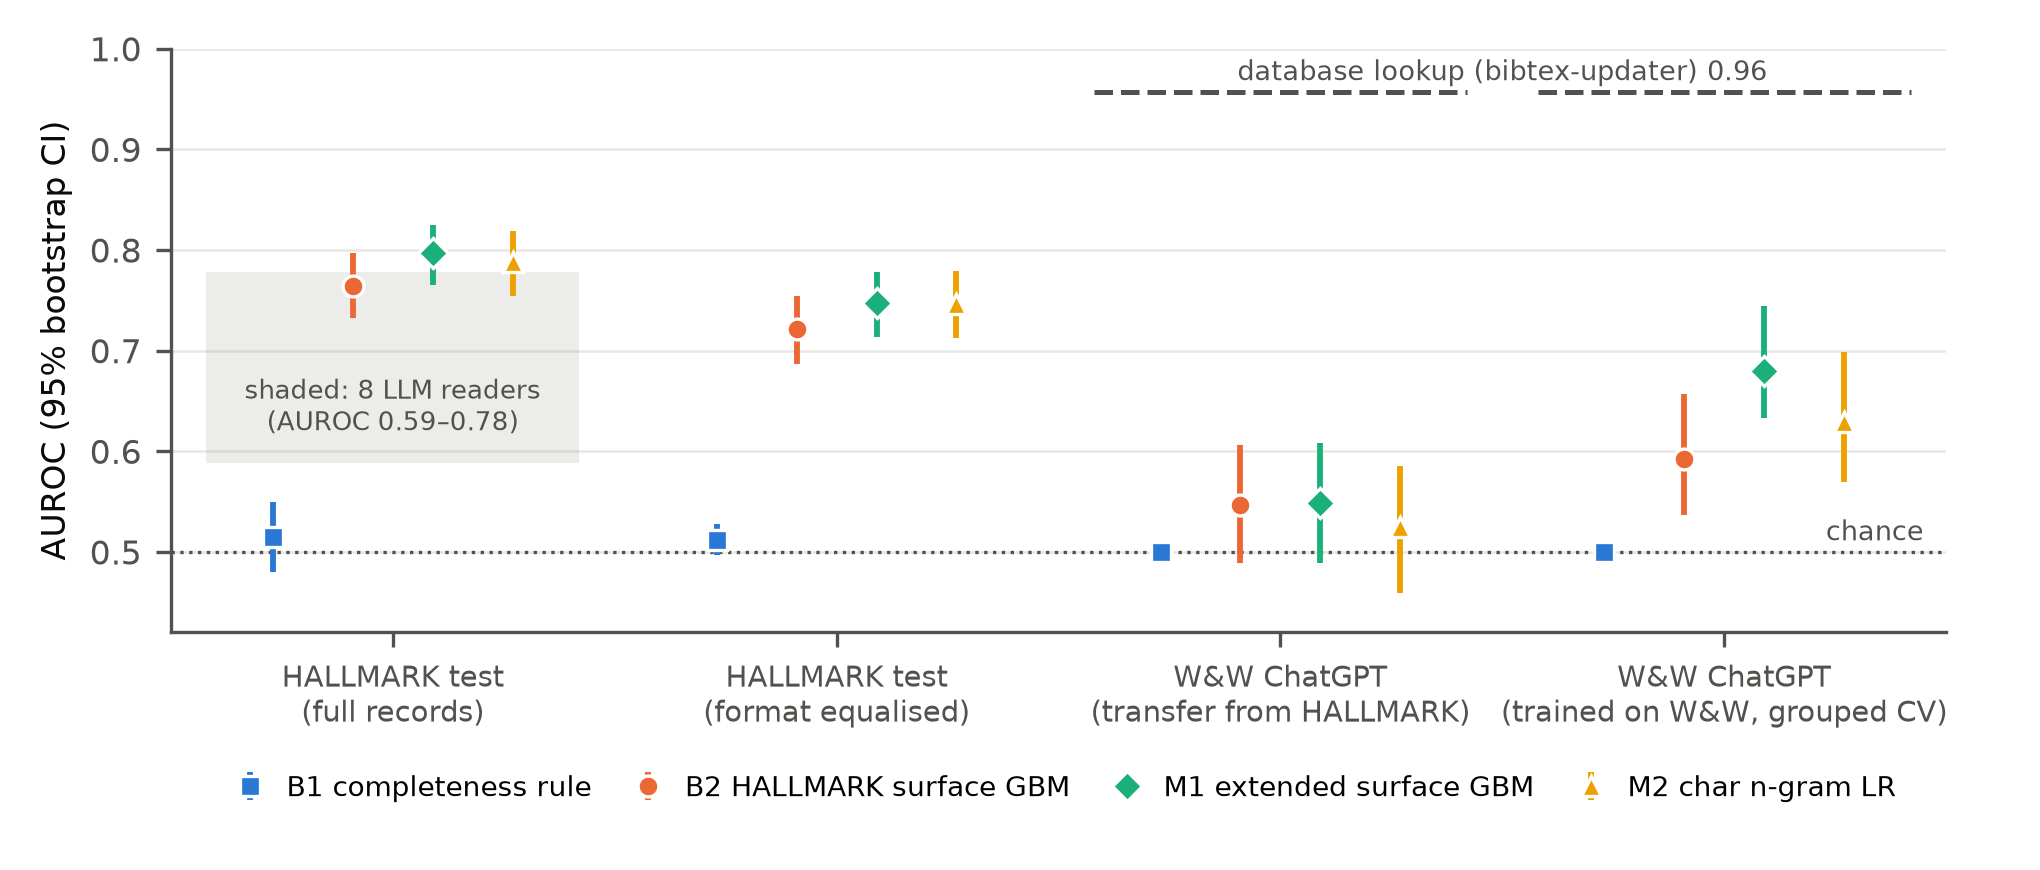 AUROC (95% bootstrap CI)
1.0
0.9
0.8
0.7
0.6
0.5
database lookup (bibtex-updater) 0.96
shaded: 8 LLM readers
(AUROC 0.59–0.78)
chance
HALLMARK test
(full records)
HALLMARK test
(format equalised)
W&W ChatGPT
(transfer from HALLMARK)
W&W ChatGPT
(trained on W&W, grouped CV)
B1 completeness rule
B2 HALLMARK surface GBM
M1 extended surface GBM
M2 char n-gram LR